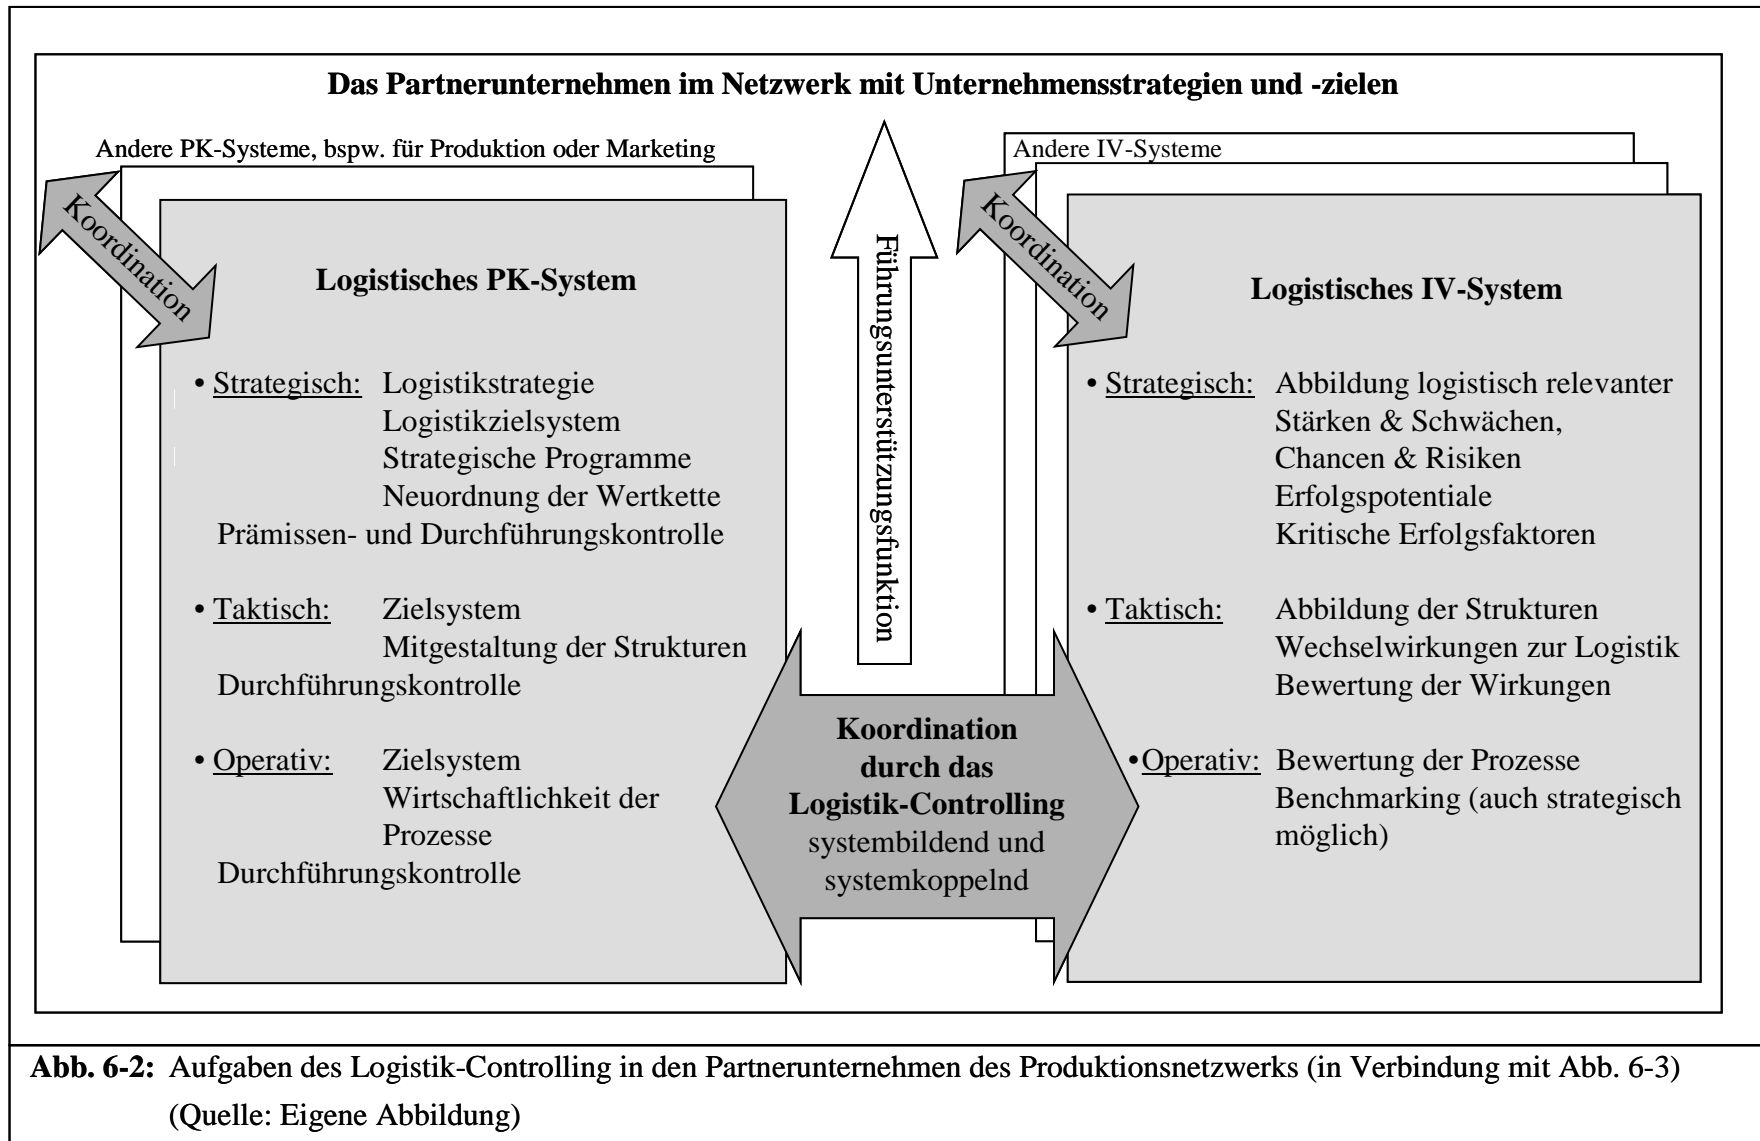 Das Partnerunternehmen im Netzwerk mit Unternehmensstrategien und -zielen
Andere PK-Systeme, bspw. für Produktion oder Marketing
Koordination
Logistisches PK-System
• Strategisch: Logistikstrategie
Logistikzielsystem
Strategische Programme
Neuordnung der Wertkette
Prämissen- und Durchführungskontrolle
• Taktisch: Zielsystem
Mitgestaltung der Strukturen
Durchführungskontrolle
• Operativ: Zielsystem
Wirtschaftlichkeit der
Prozesse
Durchführungskontrolle
Führungsunterstützungsfunktion
Koordination
durch das
Logistik-Controlling
systembildend und
systemkoppelnd
Andere IV-Systeme
Koordination
Logistisches IV-System
• Strategisch: Abbildung logistisch relevanter
Stärken & Schwächen,
Chancen & Risiken
Erfolgspotentiale
Kritische Erfolgsfaktoren
• Taktisch: Abbildung der Strukturen
Wechselwirkungen zur Logistik
Bewertung der Wirkungen
•Operativ: Bewertung der Prozesse
Benchmarking (auch strategisch
möglich)
Abb. 6-2: Aufgaben des Logistik-Controlling in den Partnerunternehmen des Produktionsnetzwerks (in Verbindung mit Abb. 6-3)
(Quelle: Eigene Abbildung)